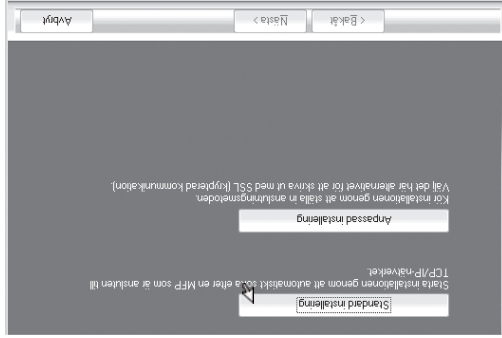 Standard installering
Starta installationen genom att automatiskt söka efter en MFP som är ansluten till
TCP/IP-nätverket.
Anpassad installering
Kör installationen genom att ställa in anslutningsmetoden.
Välj det här alternativet för att skriva ut med SSL (krypterad kommunikation).
< Bakåt
Nästa >
Avbryt